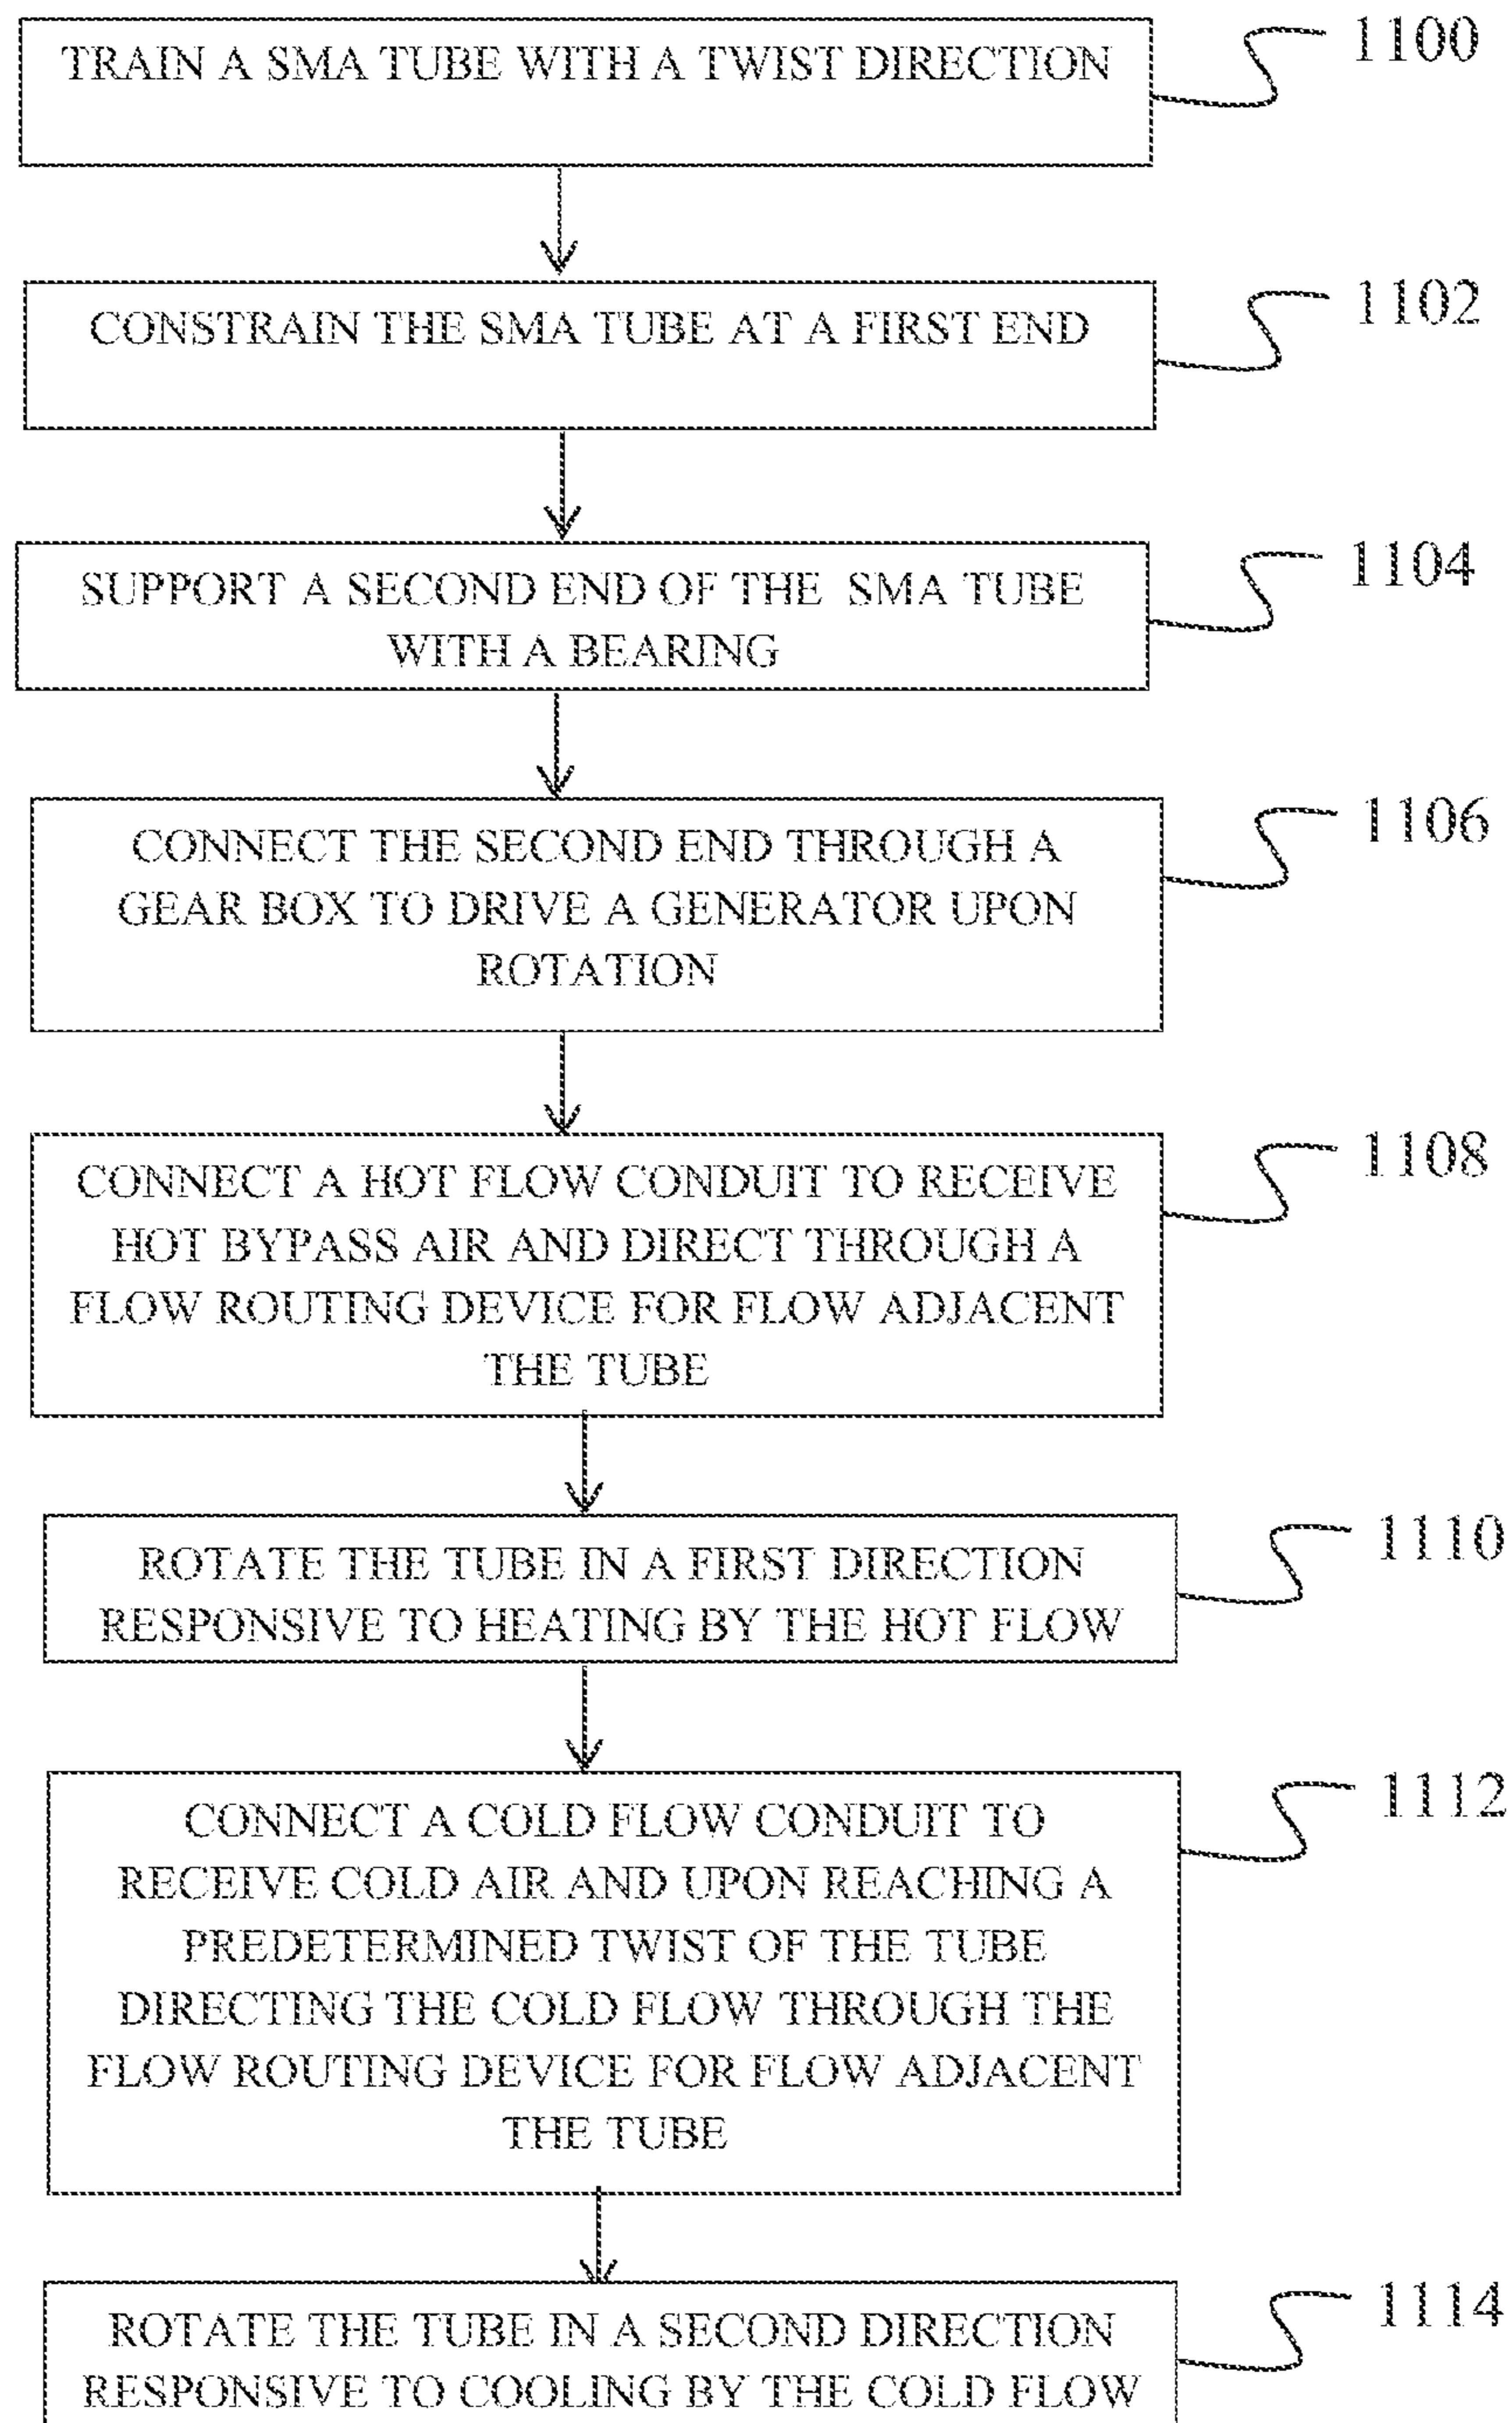 TRAIN A SMA TUBE WITH A TWIST DIRECTION
1100
CONSTRAIN THE SMA TUBE AT A FIRST END
1102
SUPPORT A SECOND END OF THE SMA TUBE
WITH A BEARING
1104
CONNECT THE SECOND END THROUGH A
GEAR BOX TO DRIVE A GENERATOR UPON
ROTATION
1106
CONNECT A HOT FLOW CONDUIT TO RECEIVE
HOT BYPASS AIR AND DIRECT THROUGH A
FLOW ROUTING DEVICE FOR FLOW ADJACENT
THE TUBE
1108
ROTATE THE TUBE IN A FIRST DIRECTION
RESPONSIVE TO HEATING BY THE HOT FLOW
1110
CONNECT A COLD FLOW CONDUIT TO
RECEIVE COLD AIR AND UPON REACHING A
PREDETERMINED TWIST OF THE TUBE
DIRECTING THE COLD FLOW THROUGH THE
FLOW ROUTING DEVICE FOR FLOW ADJACENT
THE TUBE
1112
ROTATE THE TUBE IN A SECOND DIRECTION
RESPONSIVE TO COOLING BY THE COLD FLOW
1114